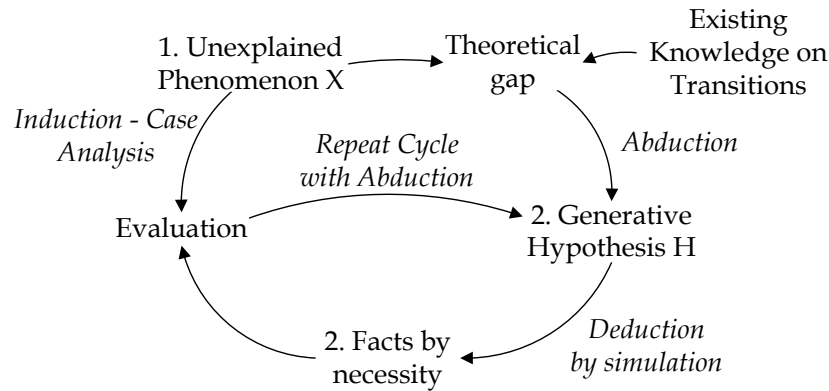 1. Unexplained
Phenomenon X
Theoretical
gap
Existing
Knowledge on
Transitions
Induction - Case
Analysis
Repeat Cycle
with Abduction
Abduction
Evaluation
2. Generative
Hypothesis H
2. Facts by
necessity
Deduction
by simulation